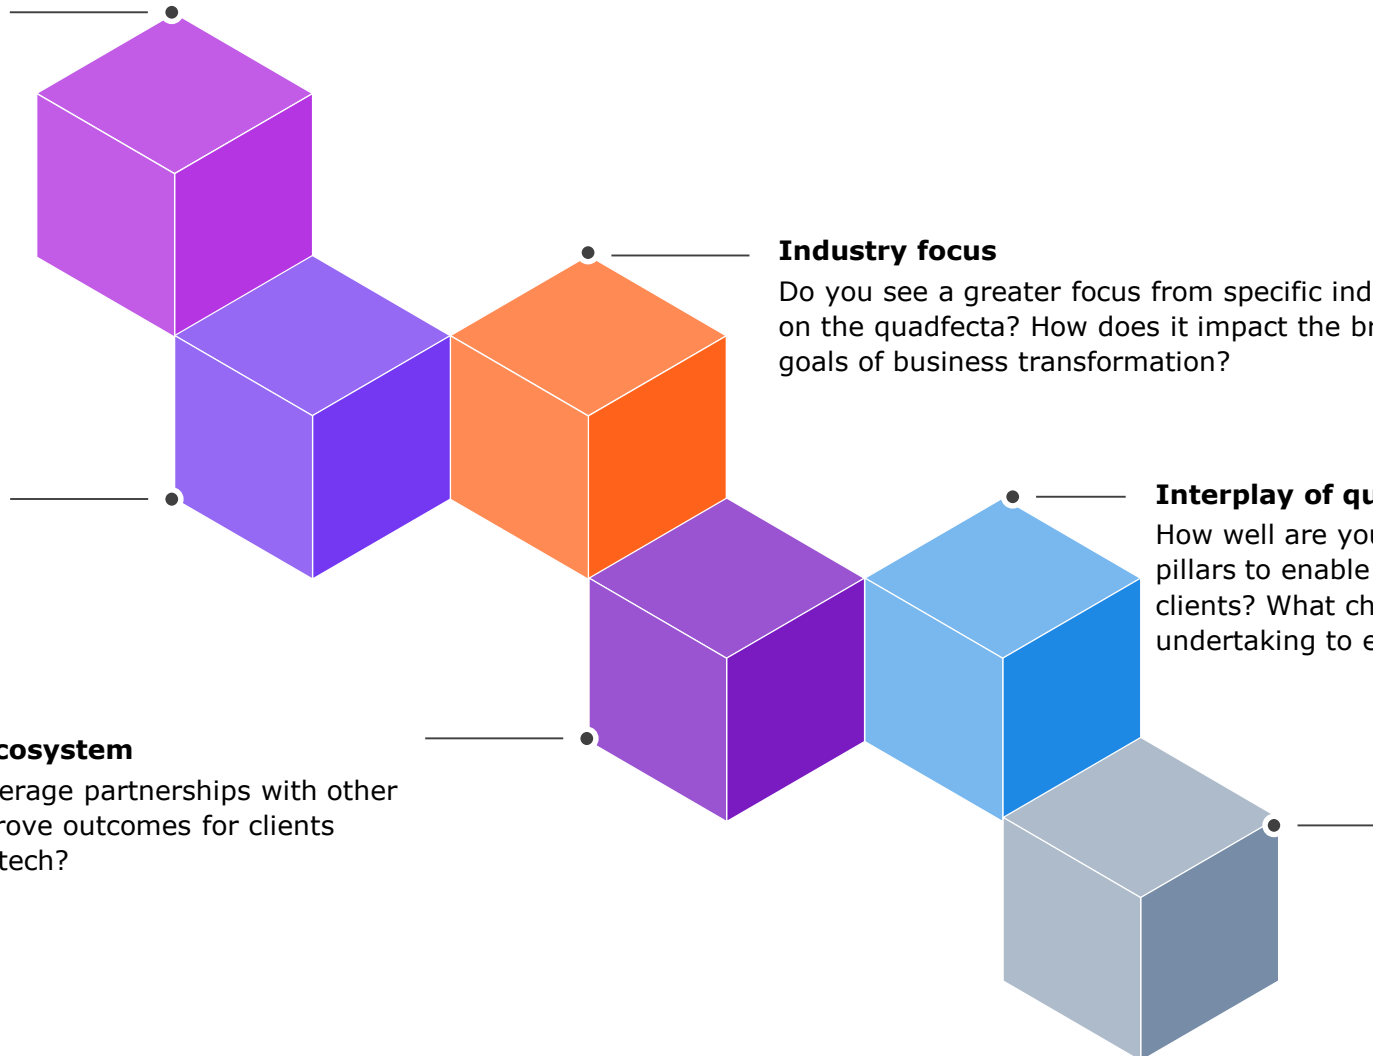 Industry focus
Do you see a greater focus from specific ind
on the quadfecta? How does it impact the br
goals of business transformation?
Interplay of qu
How well are you
pillars to enable
clients? What ch
undertaking to e
cosystem
erage partnerships with other
rove outcomes for clients
tech?